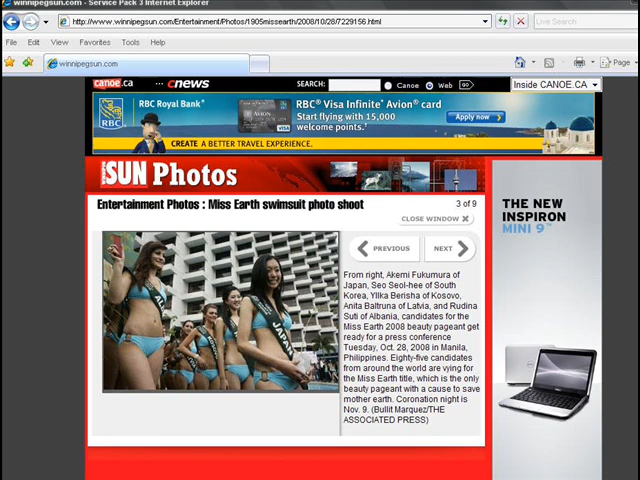 winnipegsun.com - Service Pack 3 Internet Explorer
http://www.winnipegsun.com/Entertainment/Photos/1905missearth/2008/10/28/7229156.html
Live Search
File Edit View Favorites Tools Help
winnipegsun.com
Page
canoe.ca ... cnews SEARCH: Canoe Web GO Inside CANOE.CA
RBC
RBC Royal Bank®
AVION
VISA
RBC® Visa Infinite* Avion® card
Start flying with 15,000
welcome points.
Apply now
CREATE A BETTER TRAVEL EXPERIENCE.
SUN Photos
Entertainment Photos : Miss Earth swimsuit photo shoot
3 of 9
CLOSE WINDOW X
PREVIOUS NEXT
From right, Akemi Fukumura of
Japan, Seo Seol-hee of South
Korea, Yllka Berisha of Kosovo,
Anita Baltruna of Latvia, and Rudina
Suti of Albania, candidates for the
Miss Earth 2008 beauty pageant get
ready for a press conference
Tuesday, Oct. 28, 2008 in Manila,
Philippines. Eighty-five candidates
from around the world are vying for
the Miss Earth title, which is the only
beauty pageant with a cause to save
mother earth. Coronation night is
Nov. 9. (Bullit Marquez/THE
ASSOCIATED PRESS)
JAPAN
THE NEW
INSPIRON
MINI 9™